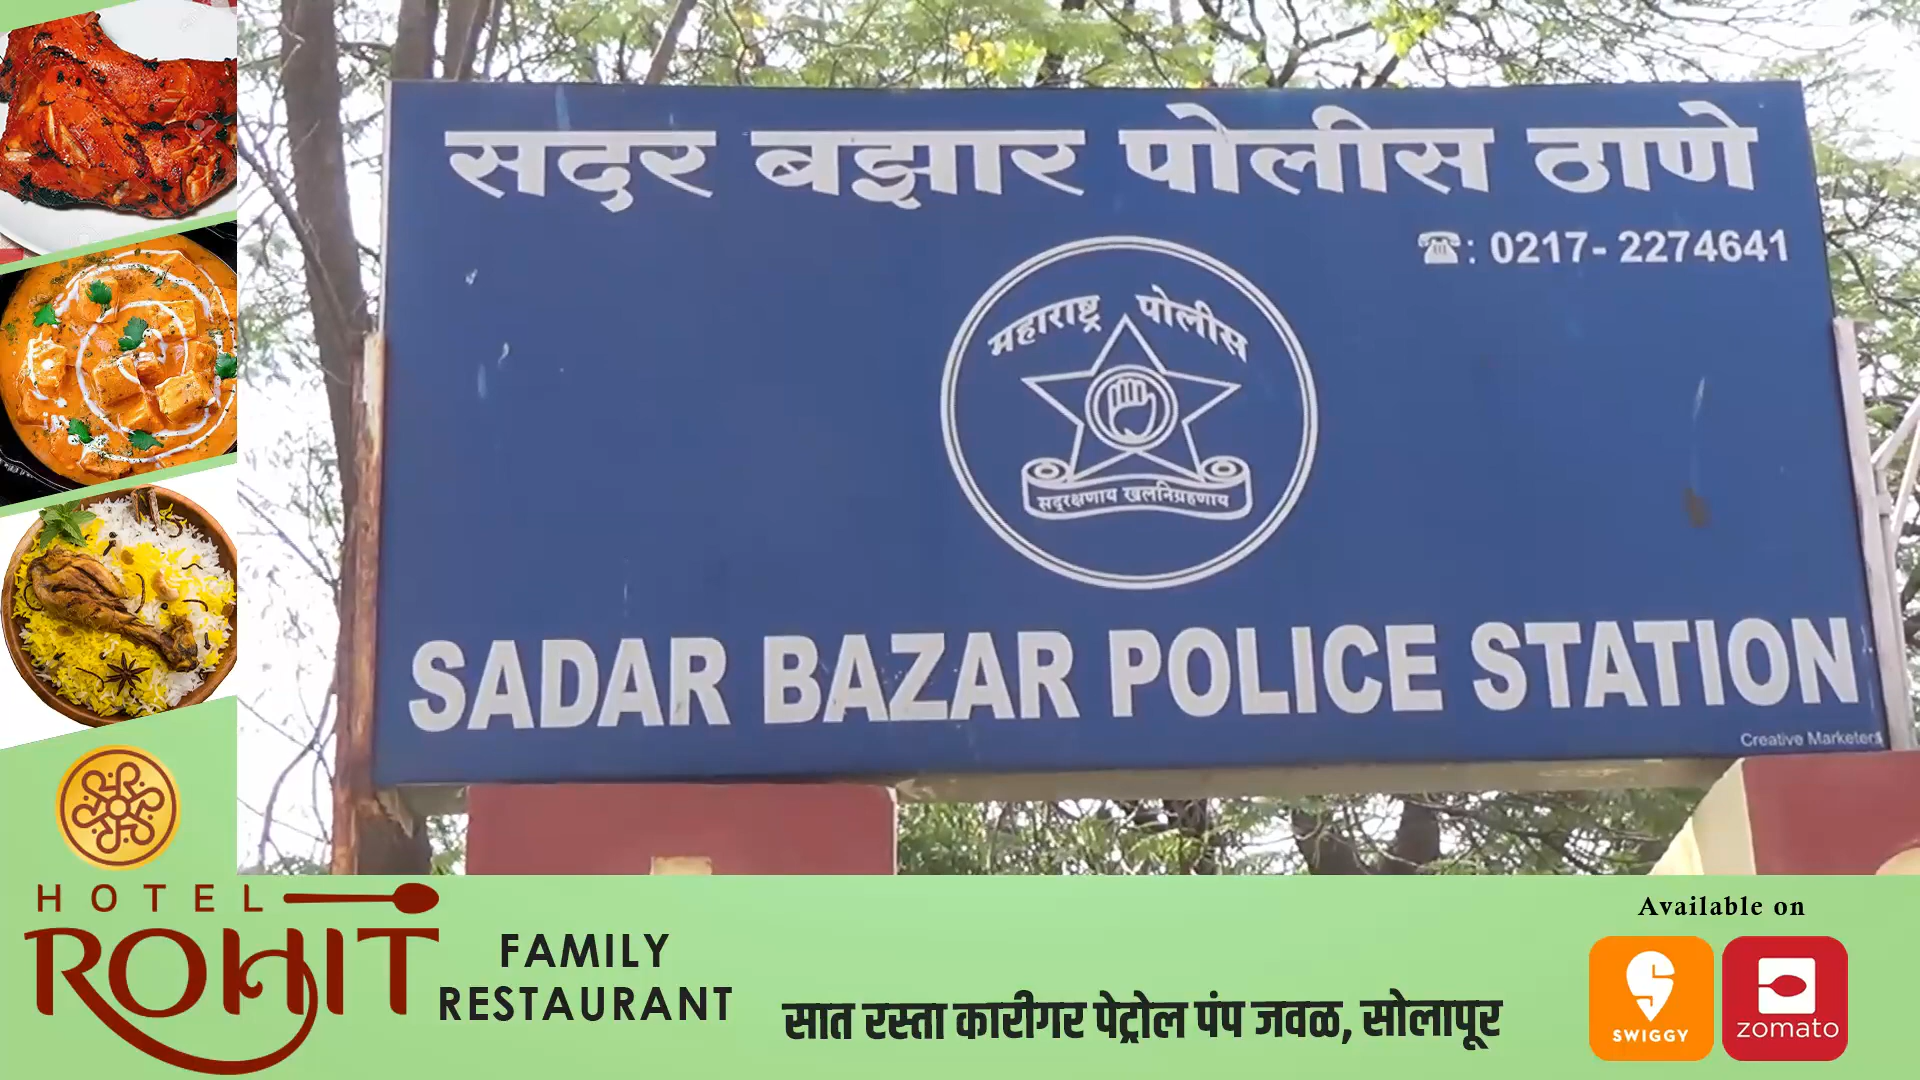 सदर बझार पोलीस ठाणे
☎: 0217- 2274641
महाराष्ट्र पोलीस
सद्‌रक्षणाय खलनिग्रहणाय
SADAR BAZAR POLICE STATION
Creative Marketers
HOTEL
ROHIT
FAMILY
RESTAURANT
सात रस्ता कारीगर पेट्रोल पंप जवळ, सोलापूर
Available on
SWIGGY
zomato